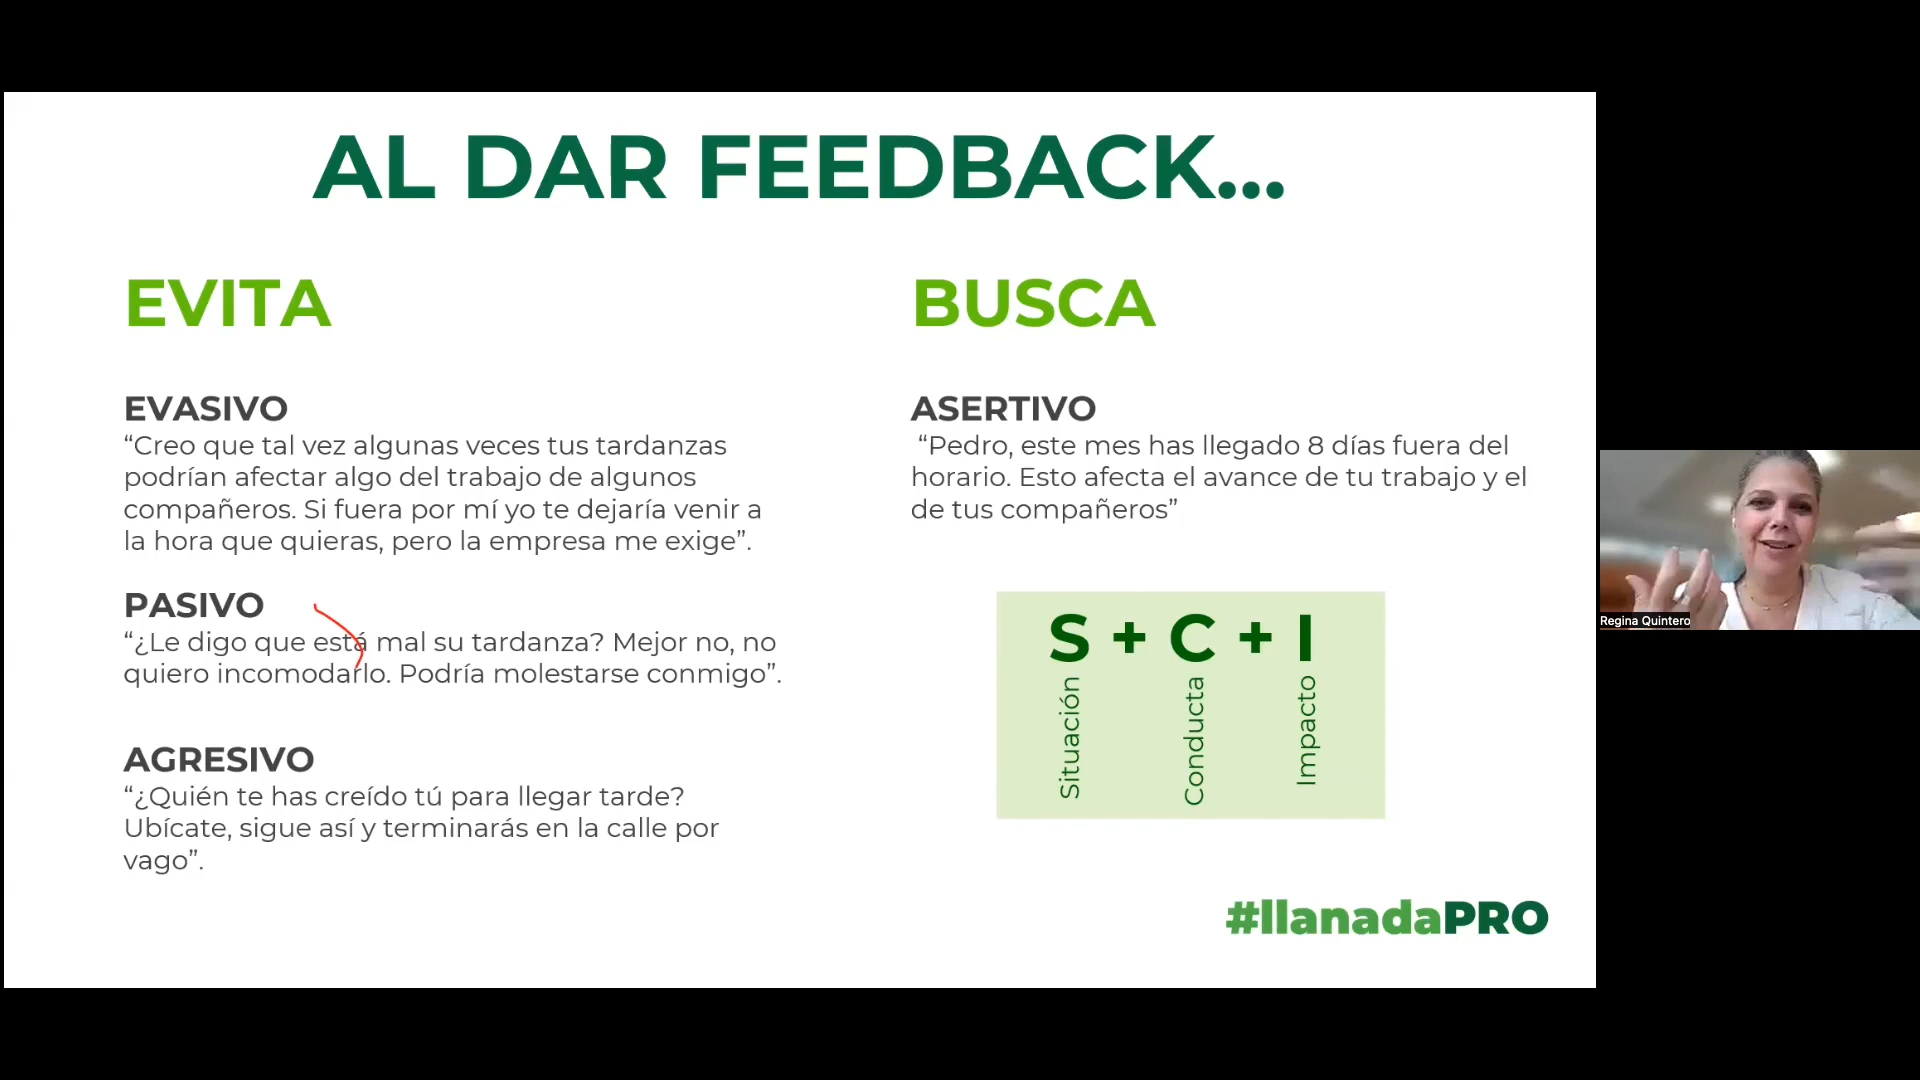 AL DAR FEEDBACK...
EVITA
EVASIVO
“Creo que tal vez algunas veces tus tardanzas
podrían afectar algo del trabajo de algunos
compañeros. Si fuera por mí yo te dejaría venir a
la hora que quieras, pero la empresa me exige”.
PASIVO
“¿Le digo que está mal su tardanza? Mejor no, no
quiero incomodarlo. Podría molestarse conmigo”.
AGRESIVO
“¿Quién te has creído tú para llegar tarde?
Ubícate, sigue así y terminarás en la calle por
vago”.
BUSCA
ASERTIVO
“Pedro, este mes has llegado 8 días fuera del
horario. Esto afecta el avance de tu trabajo y el
de tus compañeros”
S + C + I
Situación
Conducta
Impacto
#llanadaPRO
Regina Quintero